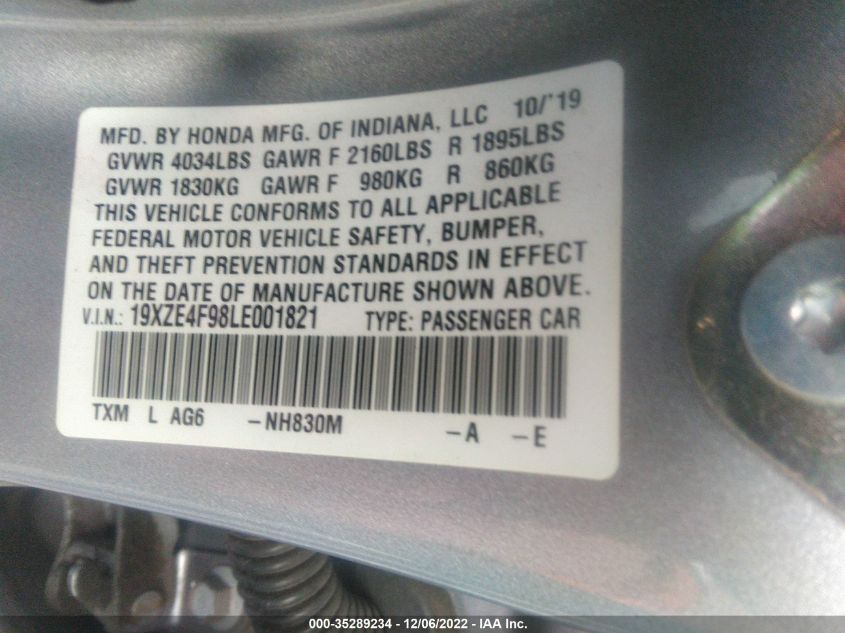 MFD. BY HONDA MFG. OF INDIANA, LLC 10/'19
GVWR 4034LBS GAWR F 2160LBS R 1895LBS
GVWR 1830KG GAWR F 980KG R 860KG
THIS VEHICLE CONFORMS TO ALL APPLICABLE
FEDERAL MOTOR VEHICLE SAFETY, BUMPER,
AND THEFT PREVENTION STANDARDS IN EFFECT
ON THE DATE OF MANUFACTURE SHOWN ABOVE.
V.I.N.: 19XZE4F98LE001821 TYPE: PASSENGER CAR
TXM L AG6 -NH830M -A -E
000-35289234 - 12/06/2022 - IAA Inc.